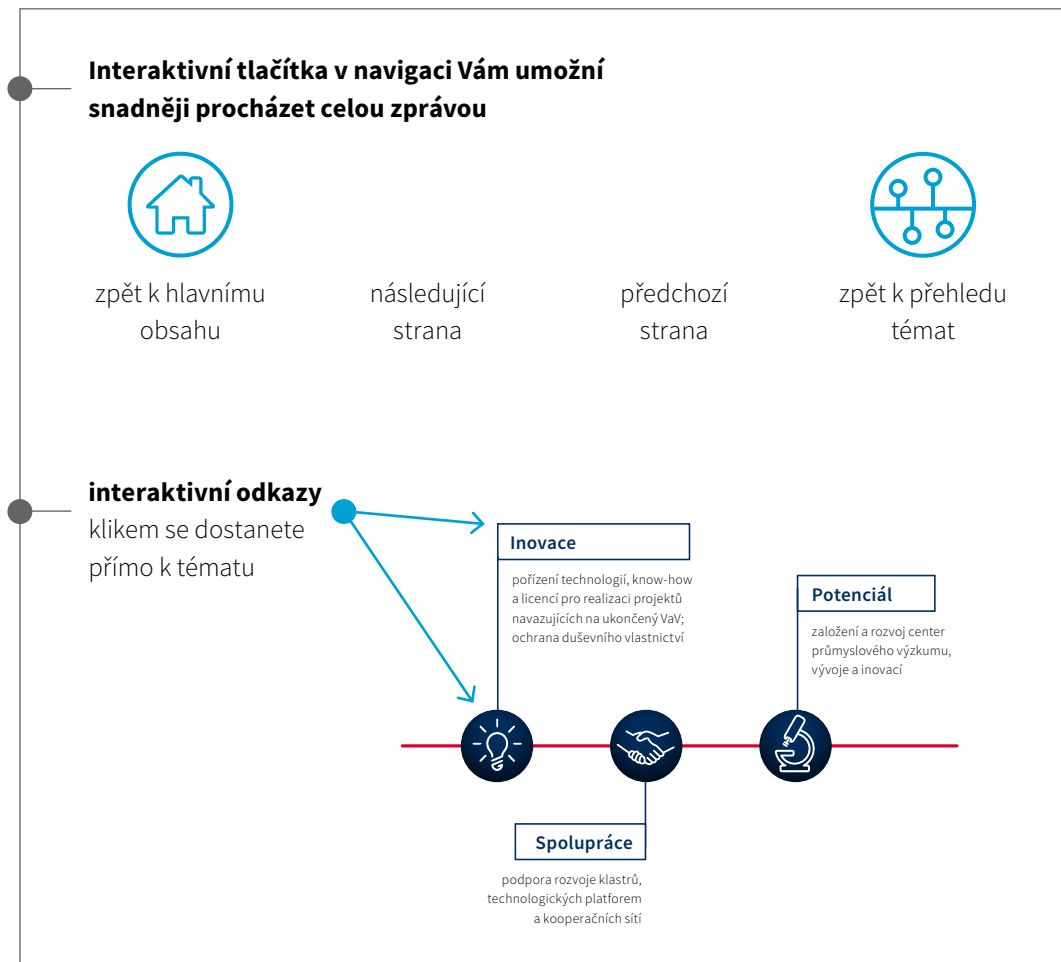 Interaktivní tlačítka v navigaci Vám umožní
snadněji procházet celou zprávou
zpět k hlavnímu
obsahu
následující
strana
předchozí
strana
zpět k přehledu
témat
interaktivní odkazy
klikem se dostanete
přímo k tématu
Inovace
pořízení technologií, know-how
a licencí pro realizaci projektů
navazujících na ukončený VaV;
ochrana duševního vlastnictví
Potenciál
založení a rozvoj center
průmyslového výzkumu,
vývoje a inovací
Spolupráce
podpora rozvoje klastrů,
technologických platforem
a kooperačních sítí